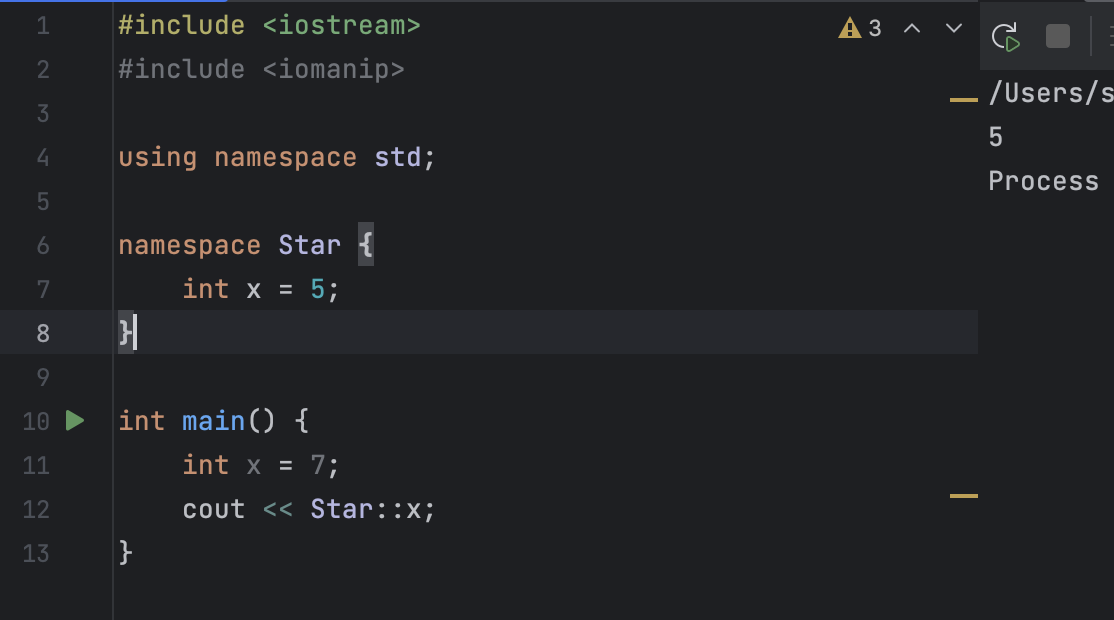 1 #include <iostream>
2 #include <iomanip>
3
4 using namespace std;
5
6 namespace Star {
7     int x = 5;
8 }
9
10 int main() {
11     int x = 7;
12     cout << Star::x;
13 }
3
/Users/s
5
Process